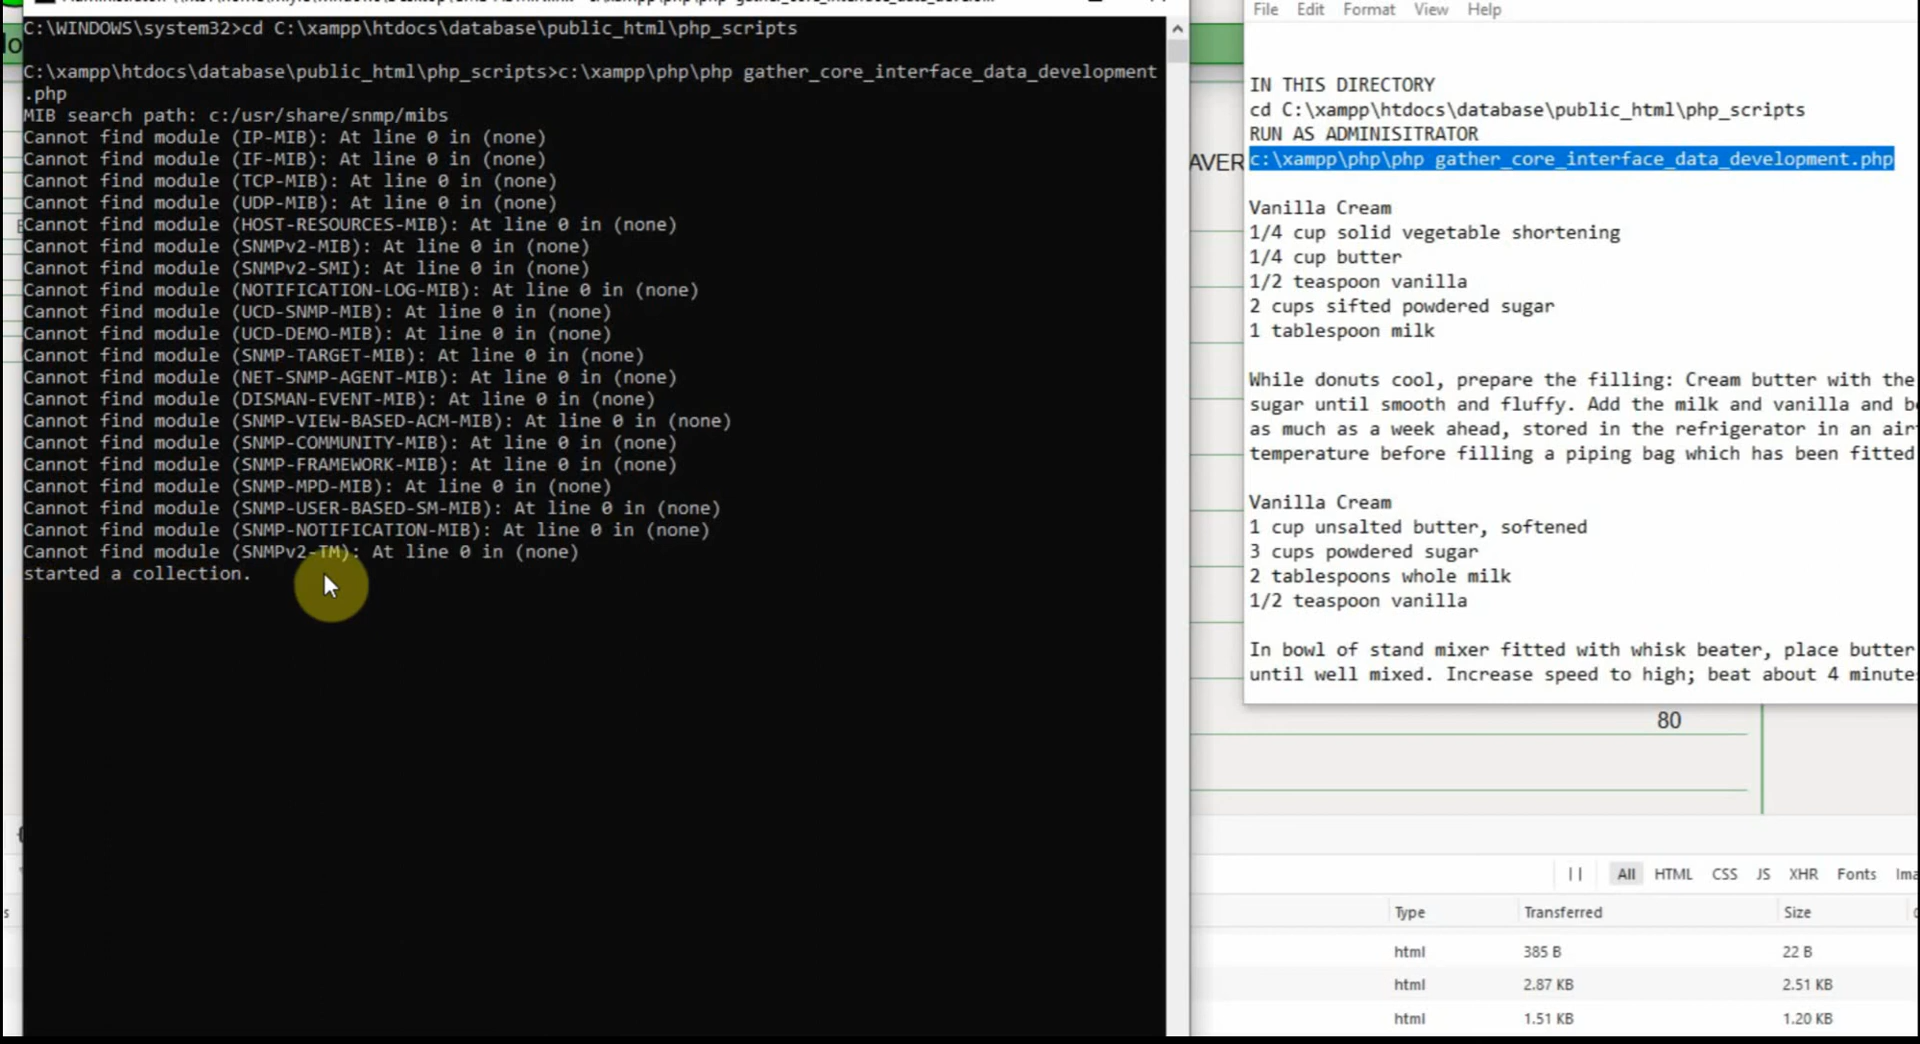 C:\WINDOWS\system32>cd C:\xampp\htdocs\database\public_html\php_scripts
C:\xampp\htdocs\database\public_html\php_scripts>c:\xampp\php\php gather_core_interface_data_development
.php
MIB search path: c:/usr/share/snmp/mibs
Cannot find module (IP-MIB): At line 0 in (none)
Cannot find module (IF-MIB): At line 0 in (none)
Cannot find module (TCP-MIB): At line 0 in (none)
Cannot find module (UDP-MIB): At line 0 in (none)
Cannot find module (HOST-RESOURCES-MIB): At line 0 in (none)
Cannot find module (SNMPv2-MIB): At line 0 in (none)
Cannot find module (SNMPv2-SMI): At line 0 in (none)
Cannot find module (NOTIFICATION-LOG-MIB): At line 0 in (none)
Cannot find module (UCD-SNMP-MIB): At line 0 in (none)
Cannot find module (UCD-DEMO-MIB): At line 0 in (none)
Cannot find module (SNMP-TARGET-MIB): At line 0 in (none)
Cannot find module (NET-SNMP-AGENT-MIB): At line 0 in (none)
Cannot find module (DISMAN-EVENT-MIB): At line 0 in (none)
Cannot find module (SNMP-VIEW-BASED-ACM-MIB): At line 0 in (none)
Cannot find module (SNMP-COMMUNITY-MIB): At line 0 in (none)
Cannot find module (SNMP-FRAMEWORK-MIB): At line 0 in (none)
Cannot find module (SNMP-MPD-MIB): At line 0 in (none)
Cannot find module (SNMP-USER-BASED-SM-MIB): At line 0 in (none)
Cannot find module (SNMP-NOTIFICATION-MIB): At line 0 in (none)
Cannot find module (SNMPv2-TM): At line 0 in (none)
started a collection.
File Edit Format View Help
IN THIS DIRECTORY
cd C:\xampp\htdocs\database\public_html\php_scripts
RUN AS ADMINISITRATOR
c:\xampp\php\php gather_core_interface_data_development.php
Vanilla Cream
1/4 cup solid vegetable shortening
1/4 cup butter
1/2 teaspoon vanilla
2 cups sifted powdered sugar
1 tablespoon milk
While donuts cool, prepare the filling: Cream butter with the
sugar until smooth and fluffy. Add the milk and vanilla and
as much as a week ahead, stored in the refrigerator in an
temperature before filling a piping bag which has been fitted
Vanilla Cream
1 cup unsalted butter, softened
3 cups powdered sugar
2 tablespoons whole milk
1/2 teaspoon vanilla
In bowl of stand mixer fitted with whisk beater, place butter
until well mixed. Increase speed to high; beat about 4
AVER
80
All HTML CSS JS XHR Fonts
Type Transferred Size
html 385 B 22 B
html 2.87 KB 2.51 KB
html 1.51 KB 1.20 KB